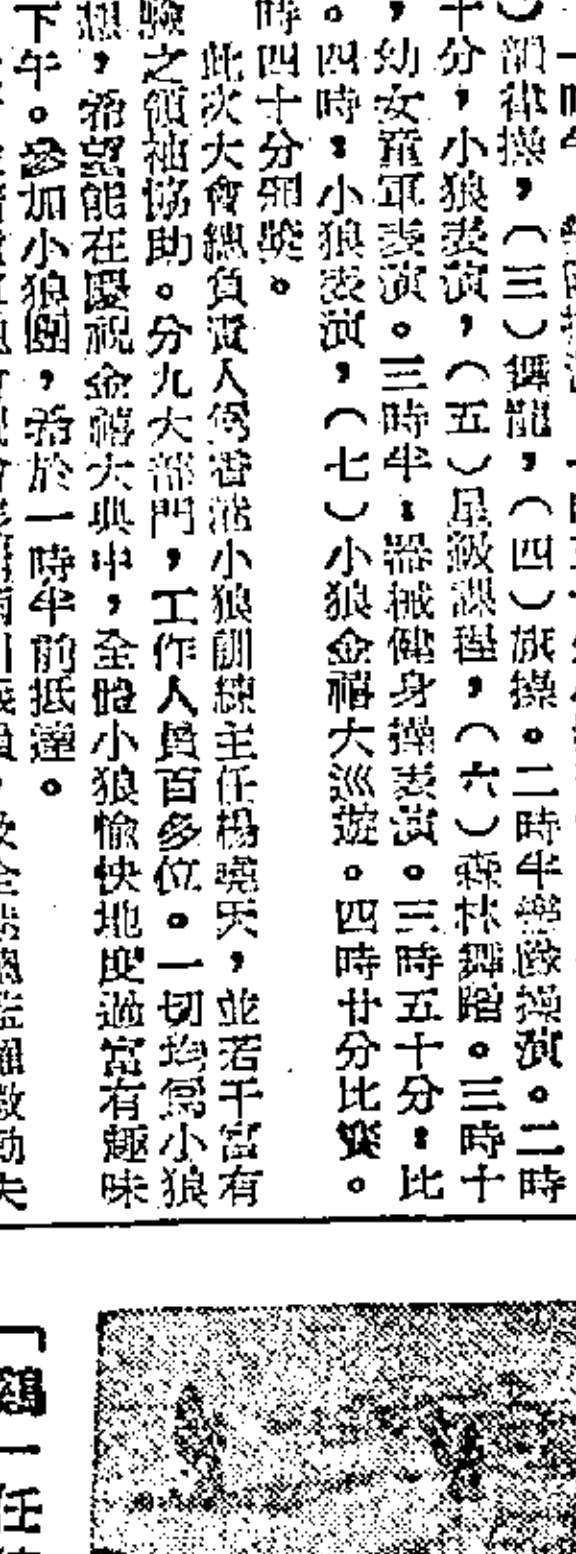 ）韻律操，（三）舞龍，（四）旗操。二時半樂隊操演。二時
十分，小狼表演，（五）星級課程，（六）森林舞蹈。三時十
，幼女童軍表演。三時半：器械健身操表演。三時五十分：比
。四時：小狼表演，（七）小狼金禧大巡遊。四時廿分比賽。
時四十分頒獎。
此次大會總負責人為香港小狼訓練主任楊曉天，並若干富有
驗之領袖協助。分九大部門，工作人員百多位。一切均為小狼
想，希望能在慶祝金禧大典中，全體小狼愉快地度過富有趣味
下午。參加小狼團，希於一時半前抵達。
「鷄一任